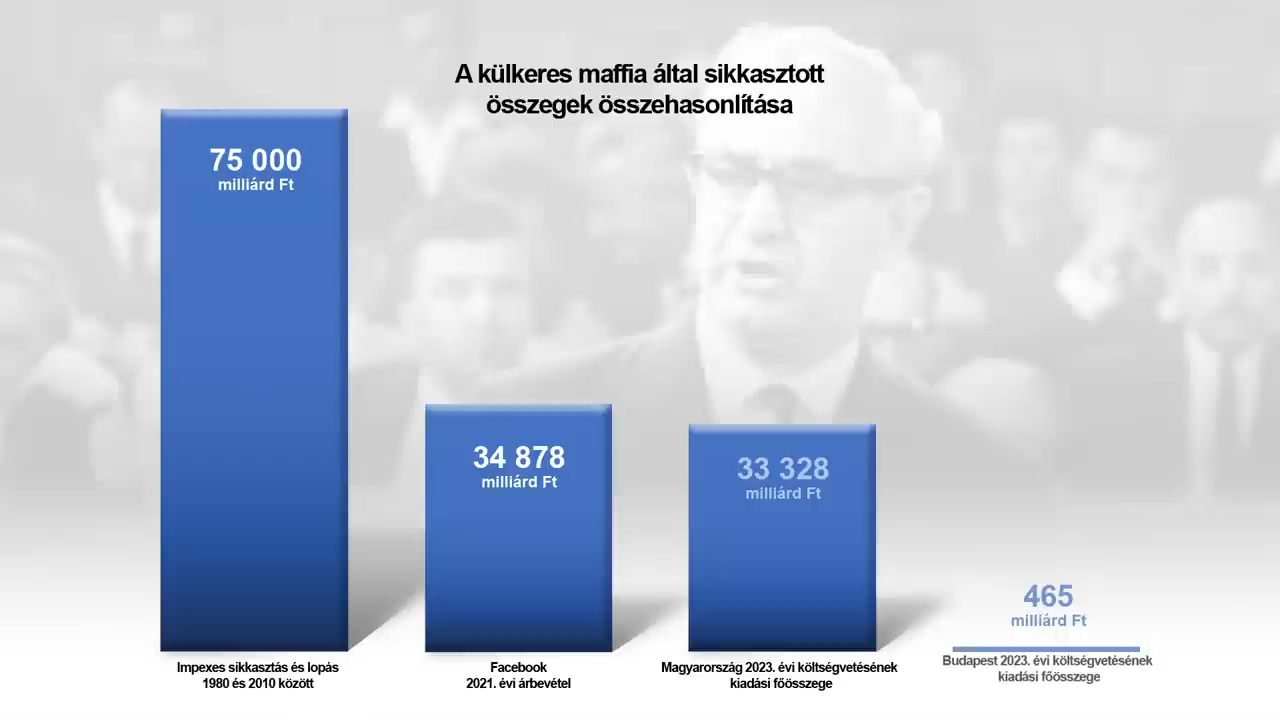 A külkeres maffia által sikkasztott
összegek összehasonlítása
75 000
milliárd Ft
34 878
milliárd Ft
33 328
milliárd Ft
465
milliárd Ft
Impexes sikkasztás és lopás
1980 és 2010 között
Facebook
2021. évi árbevétel
Magyarország 2023. évi költségvetésének
kiadási főösszege
Budapest 2023. évi költségvetésének
kiadási főösszege